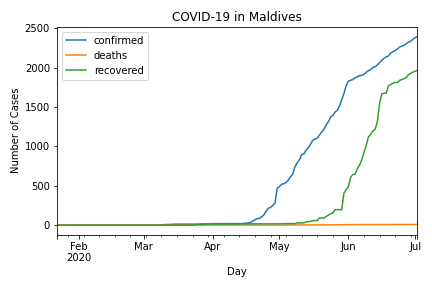 COVID-19 in Maldives
confirmed
deaths
recovered
Number of Cases
2500
2000
1500
1000
500
0
Feb
2020
Mar
Apr
May
Jun
Jul
Day